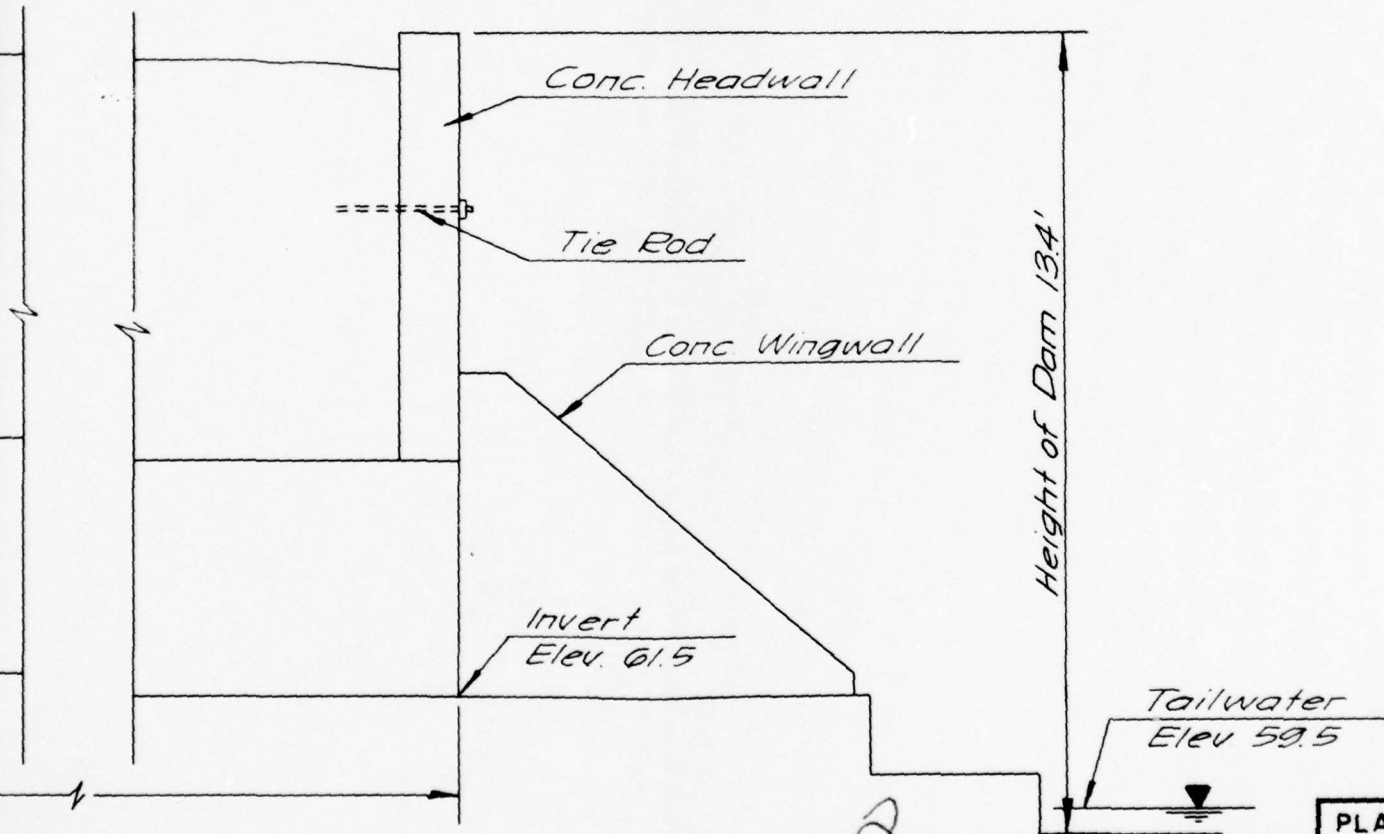 Conc. Headwall
Tie Rod
Conc. Wingwall
Height of Dam 13.4'
Invert
Elev. 61.5
Tailwater
Elev. 59.5
PLA